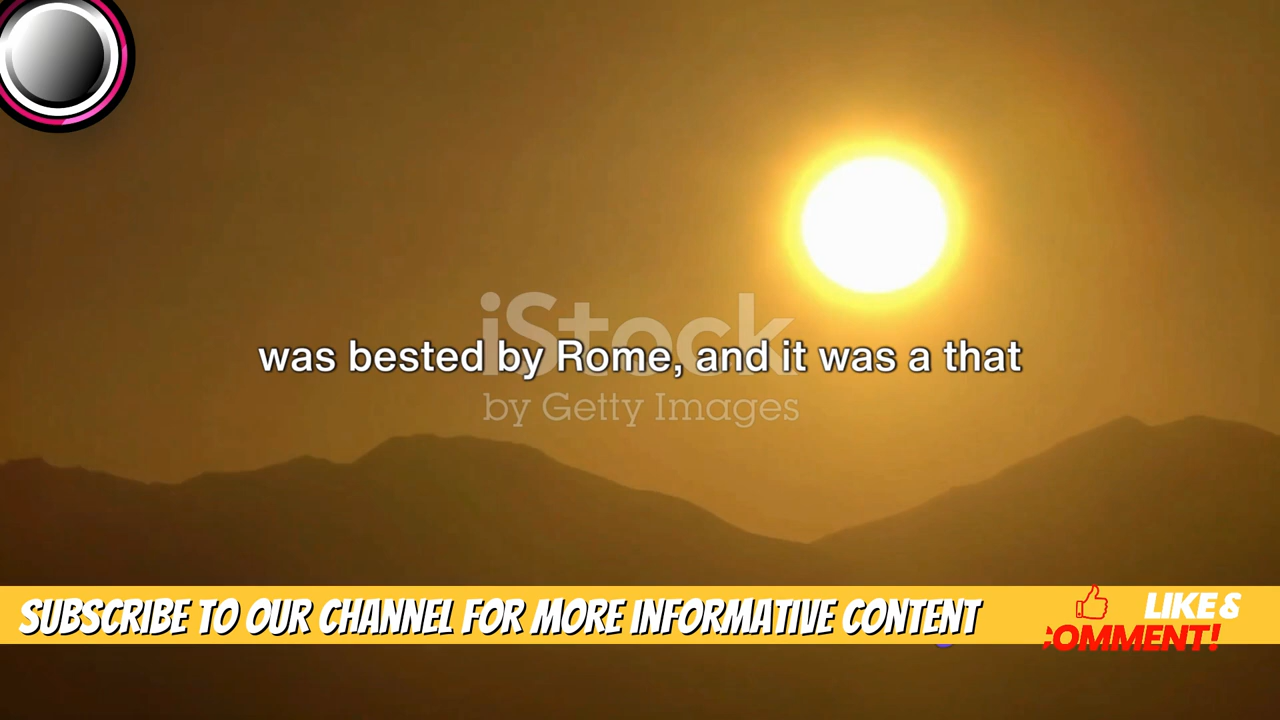 iStock
was bested by Rome, and it was a that
by Getty Images
SUBSCRIBE TO OUR CHANNEL FOR MORE INFORMATIVE CONTENT
LIKE &
COMMENT!